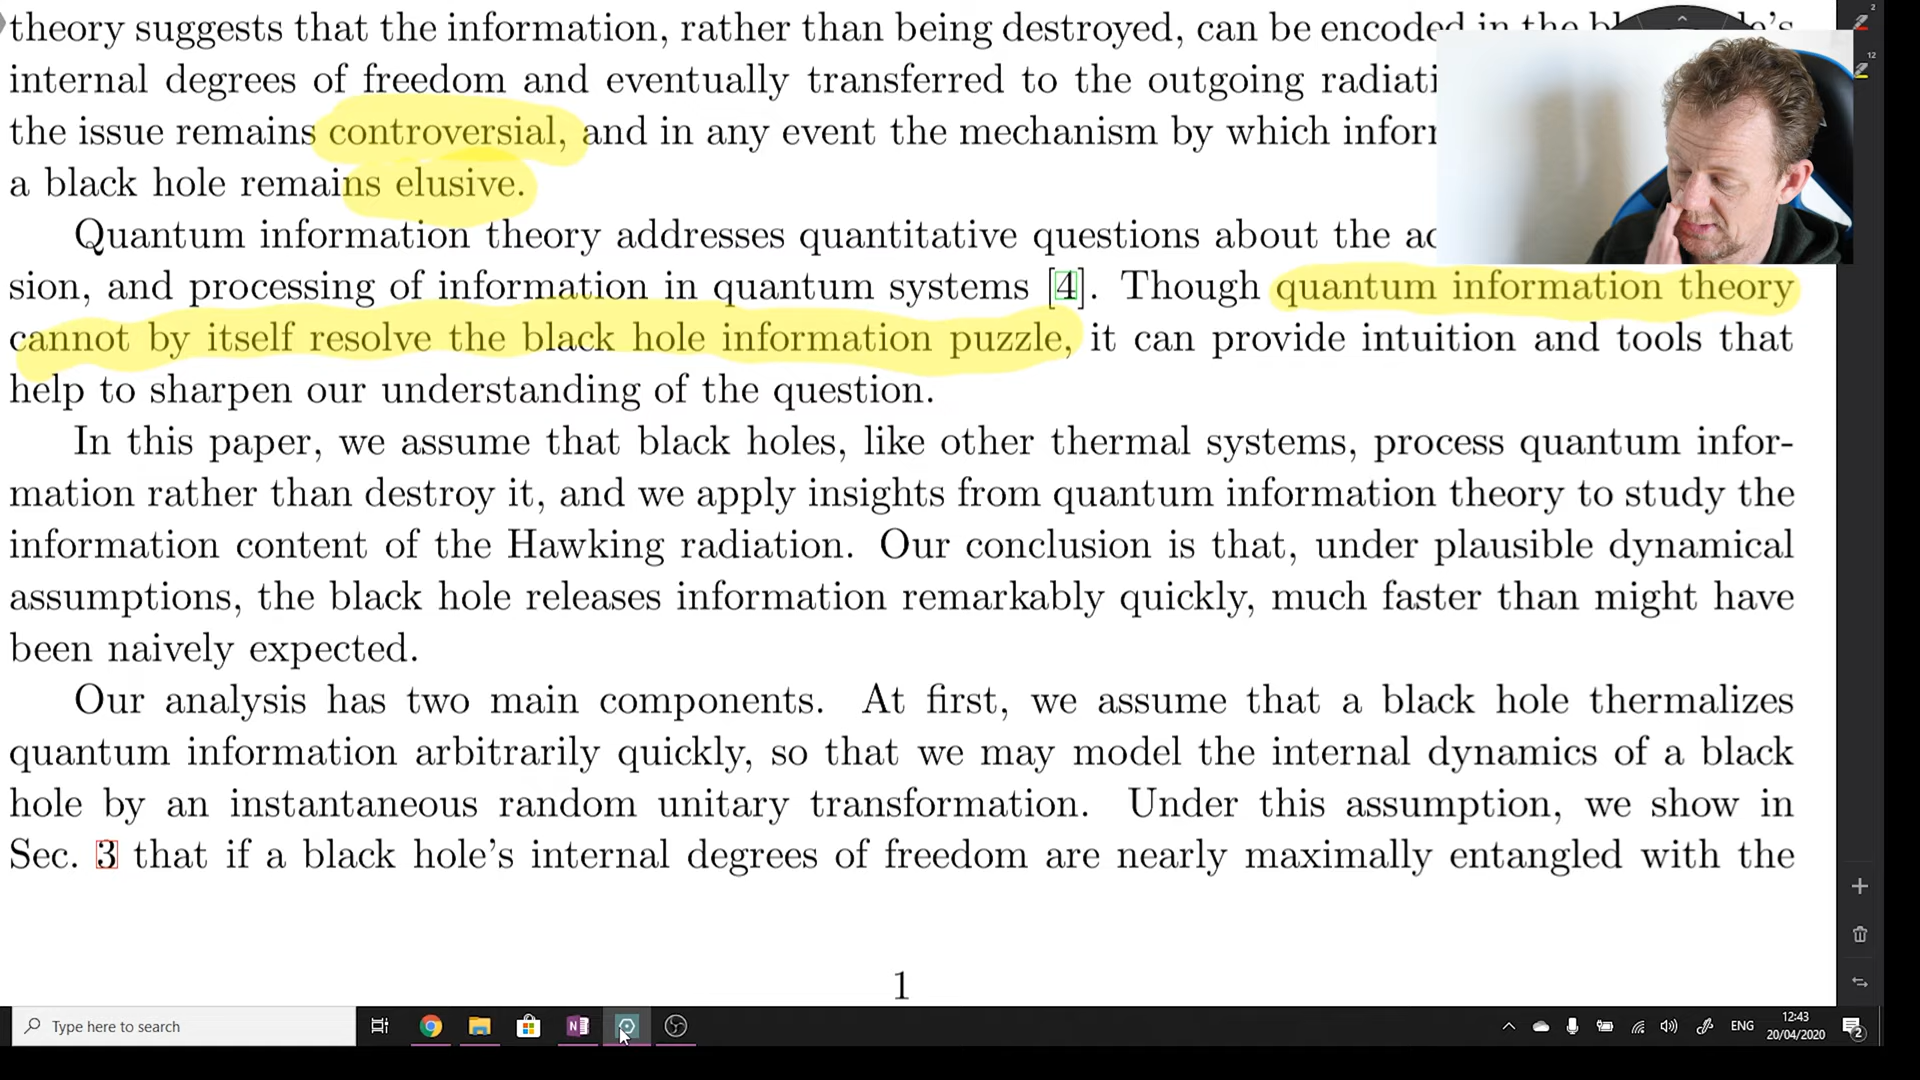 theory suggests that the information, rather than being destroyed, can be encoded in the black hole's
internal degrees of freedom and eventually transferred to the outgoing radiati
the issue remains controversial, and in any event the mechanism by which infor
a black hole remains elusive.
Quantum information theory addresses quantitative questions about the ac
sion, and processing of information in quantum systems [4]. Though quantum information theory
cannot by itself resolve the black hole information puzzle, it can provide intuition and tools that
help to sharpen our understanding of the question.
In this paper, we assume that black holes, like other thermal systems, process quantum infor-
mation rather than destroy it, and we apply insights from quantum information theory to study the
information content of the Hawking radiation. Our conclusion is that, under plausible dynamical
assumptions, the black hole releases information remarkably quickly, much faster than might have
been naively expected.
Our analysis has two main components. At first, we assume that a black hole thermalizes
quantum information arbitrarily quickly, so that we may model the internal dynamics of a black
hole by an instantaneous random unitary transformation. Under this assumption, we show in
Sec. 3 that if a black hole's internal degrees of freedom are nearly maximally entangled with the
1
2
12
Type here to search
N
ENG
12:43
20/04/2020
2